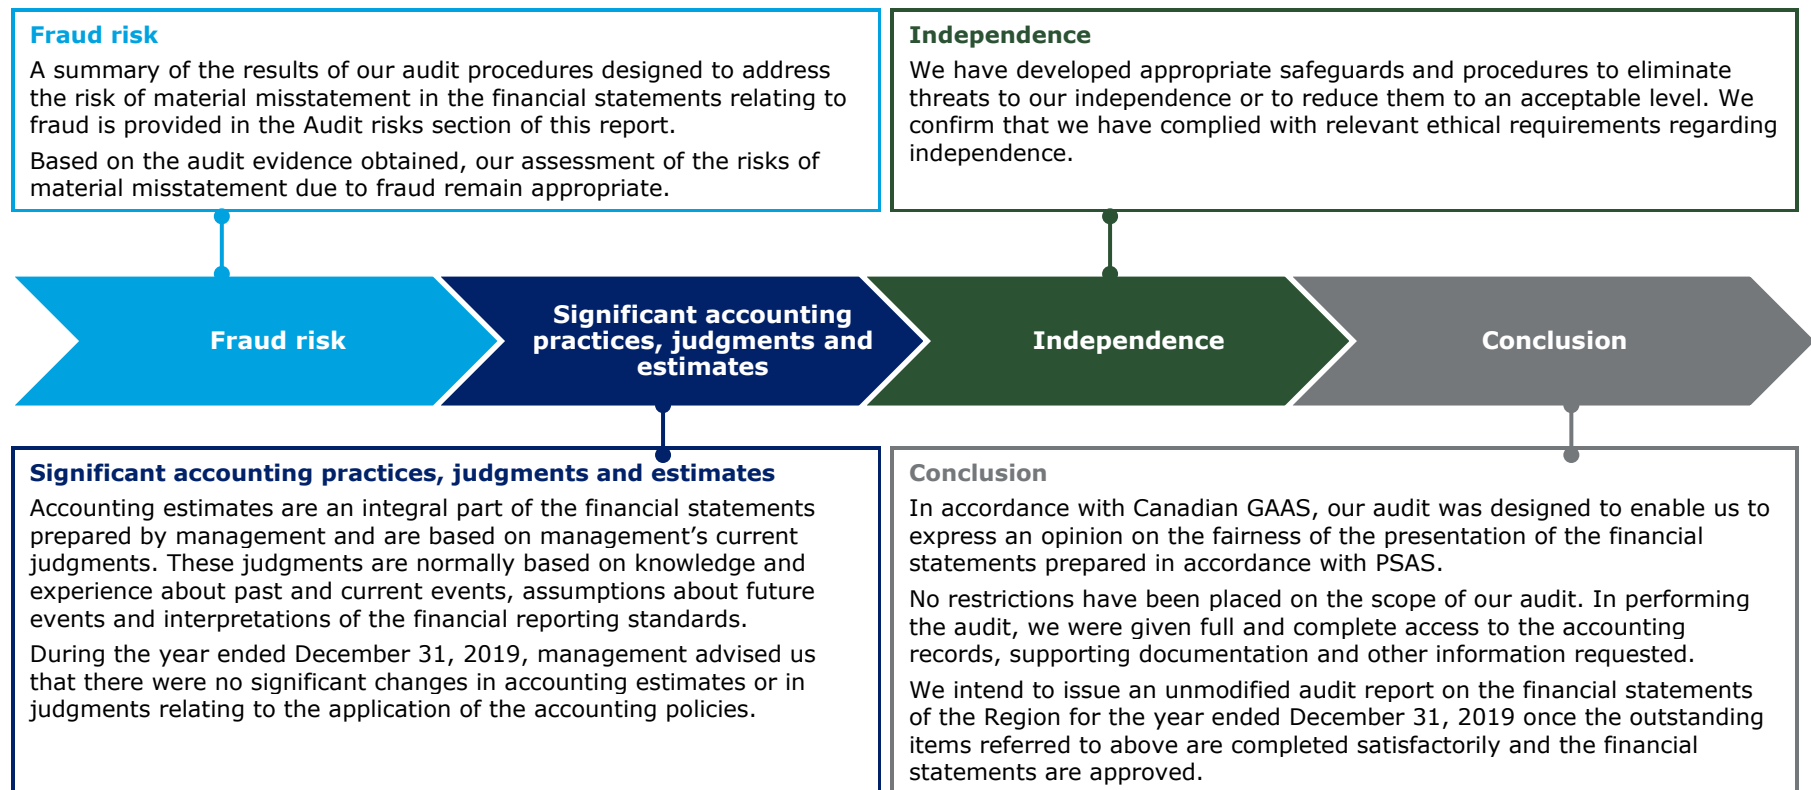 Fraud risk
A summary of the results of our audit procedures designed to address
the risk of material misstatement in the financial statements relating to
fraud is provided in the Audit risks section of this report.
Based on the audit evidence obtained, our assessment of the risks of
material misstatement due to fraud remain appropriate.
Independence
We have developed appropriate safeguards and procedures to eliminate
threats to our independence or to reduce them to an acceptable level. We
confirm that we have complied with relevant ethical requirements regarding
independence.
Fraud risk
Significant accounting
practices, judgments and
estimates
Independence
Conclusion
Significant accounting practices, judgments and estimates
Accounting estimates are an integral part of the financial statements
prepared by management and are based on management’s current
judgments. These judgments are normally based on knowledge and
experience about past and current events, assumptions about future
events and interpretations of the financial reporting standards.
During the year ended December 31, 2019, management advised us
that there were no significant changes in accounting estimates or in
judgments relating to the application of the accounting policies.
Conclusion
In accordance with Canadian GAAS, our audit was designed to enable us to
express an opinion on the fairness of the presentation of the financial
statements prepared in accordance with PSAS.
No restrictions have been placed on the scope of our audit. In performing
the audit, we were given full and complete access to the accounting
records, supporting documentation and other information requested.
We intend to issue an unmodified audit report on the financial statements
of the Region for the year ended December 31, 2019 once the outstanding
items referred to above are completed satisfactorily and the financial
statements are approved.